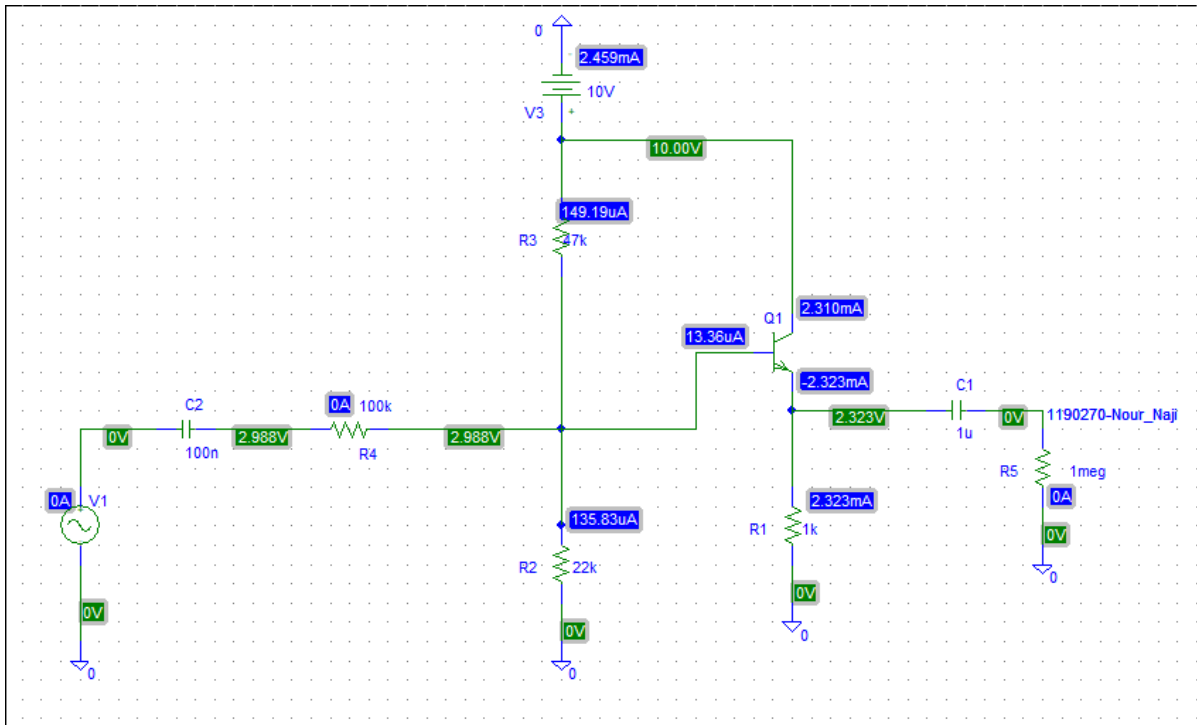 0
2.459mA
10V
V3
10.00V
149.19uA
R3 47k
2.310mA
Q1
13.36uA
-2.323mA
C2
0A 100k
C1
0V 2.988V 2.988V 2.323V 0V 1190270-Nour_Naji
100n
R4
1u
R5 1meg
0A V1
2.323mA
0A
135.83uA
R1 1k
0V
R2 22k
0V
0V
0V
0
0
0
0